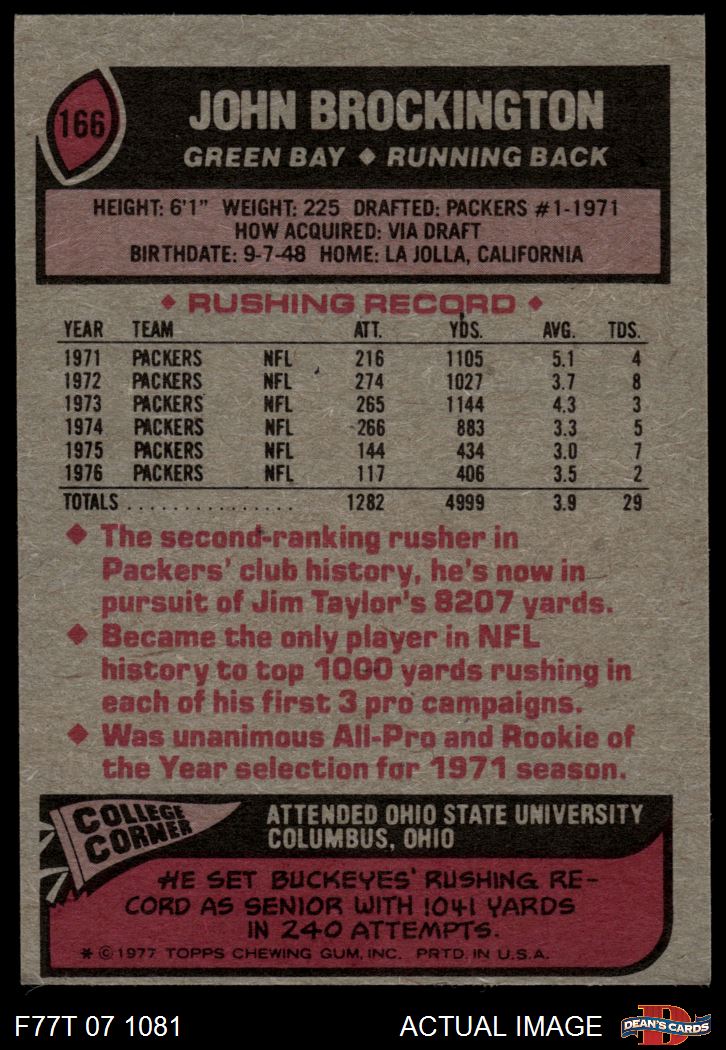 166
JOHN BROCKINGTON
GREEN BAY ◆ RUNNING BACK
HEIGHT: 6'1" WEIGHT: 225 DRAFTED: PACKERS #1-1971
HOW ACQUIRED: VIA DRAFT
BIRTHDATE: 9-7-48 HOME: LA JOLLA, CALIFORNIA
◆ RUSHING RECORD ◆
YEAR TEAM ATT. YDS. AVG. TDS.
1971 PACKERS NFL 216 1105 5.1 4
1972 PACKERS NFL 274 1027 3.7 8
1973 PACKERS NFL 265 1144 4.3 3
1974 PACKERS NFL 266 883 3.3 5
1975 PACKERS NFL 144 434 3.0 7
1976 PACKERS NFL 117 406 3.5 2
TOTALS ................ 1282 4999 3.9 29
◆ The second-ranking rusher in
Packers' club history, he's now in
pursuit of Jim Taylor's 8207 yards.
◆ Became the only player in NFL
history to top 1000 yards rushing in
each of his first 3 pro campaigns.
◆ Was unanimous All-Pro and Rookie of
the Year selection for 1971 season.
COLLEGE
CORNER
ATTENDED OHIO STATE UNIVERSITY
COLUMBUS, OHIO
HE SET BUCKEYES' RUSHING RE-
CORD AS SENIOR WITH 1041 YARDS
IN 240 ATTEMPTS.
* © 1977 TOPPS CHEWING GUM, INC. PRTD. IN U.S.A.
F77T 07 1081 ACTUAL IMAGE
D
DEAN'S CARDS